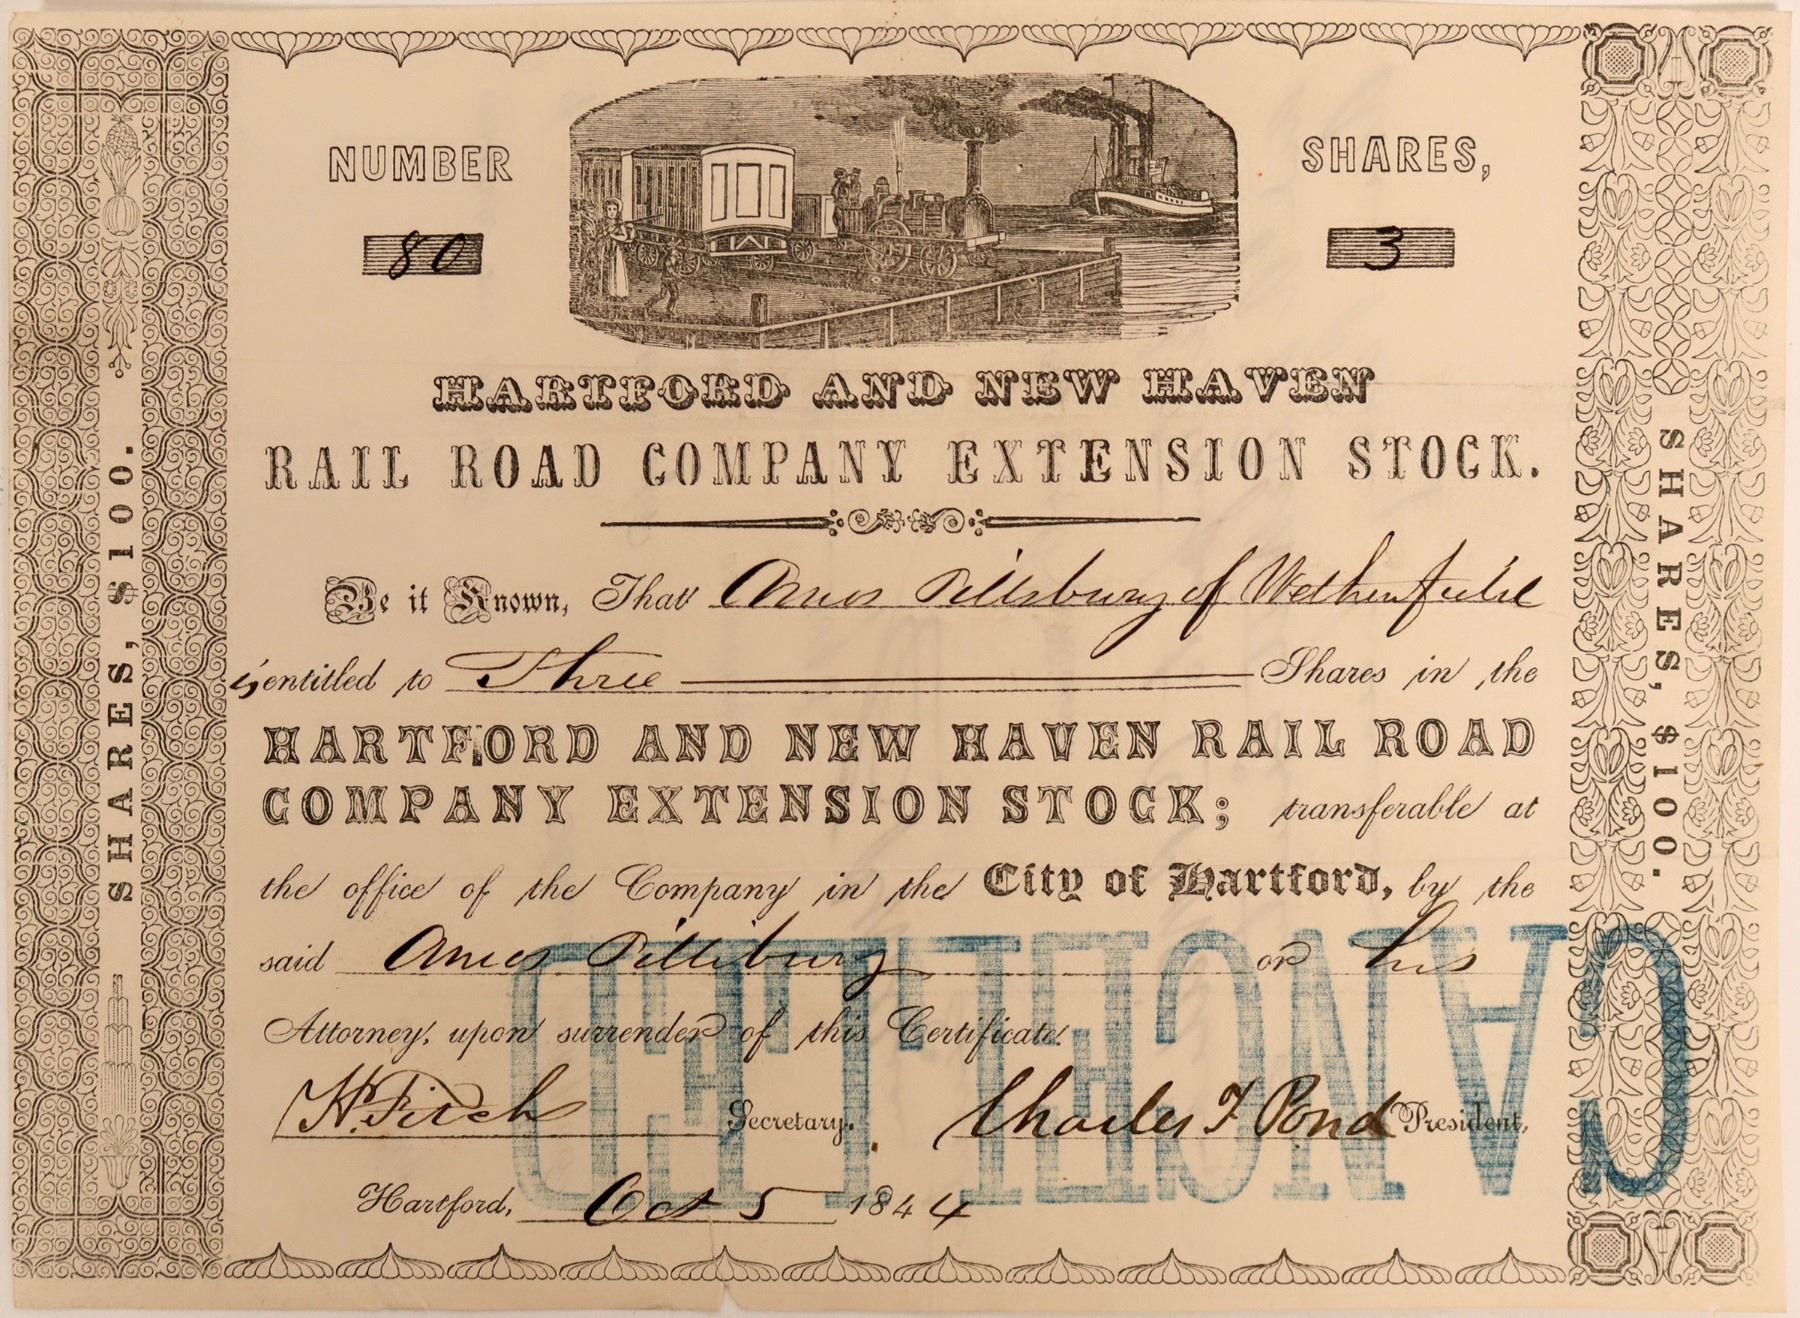 NUMBER
80
SHARES,
3
HARTFORD AND NEW HAVEN
RAIL ROAD COMPANY EXTENSION STOCK.
Be it Known, That Amos Pillsbury of Wethersfield
is entitled to Three Shares in the
HARTFORD AND NEW HAVEN RAIL ROAD
COMPANY EXTENSION STOCK; transferable at
the office of the Company in the City of Hartford, by the
said Amos Pillsbury or his
Attorney, upon surrender of this Certificate.
H. Fitch Secretary. Charles F Pond President,
Hartford, Oct 5 1844
CANCELLED
SHARES, $100.
SHARES, $100.